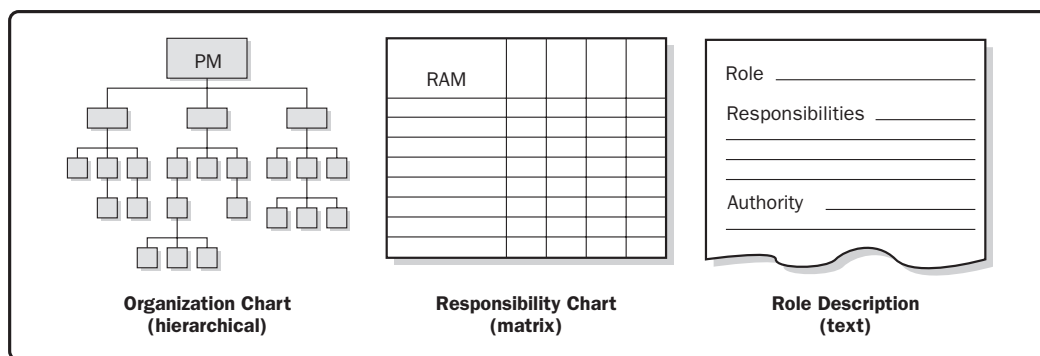 PM
RAM
Role
Responsibilities
Authority
Organization Chart
(hierarchical)
Responsibility Chart
(matrix)
Role Description
(text)